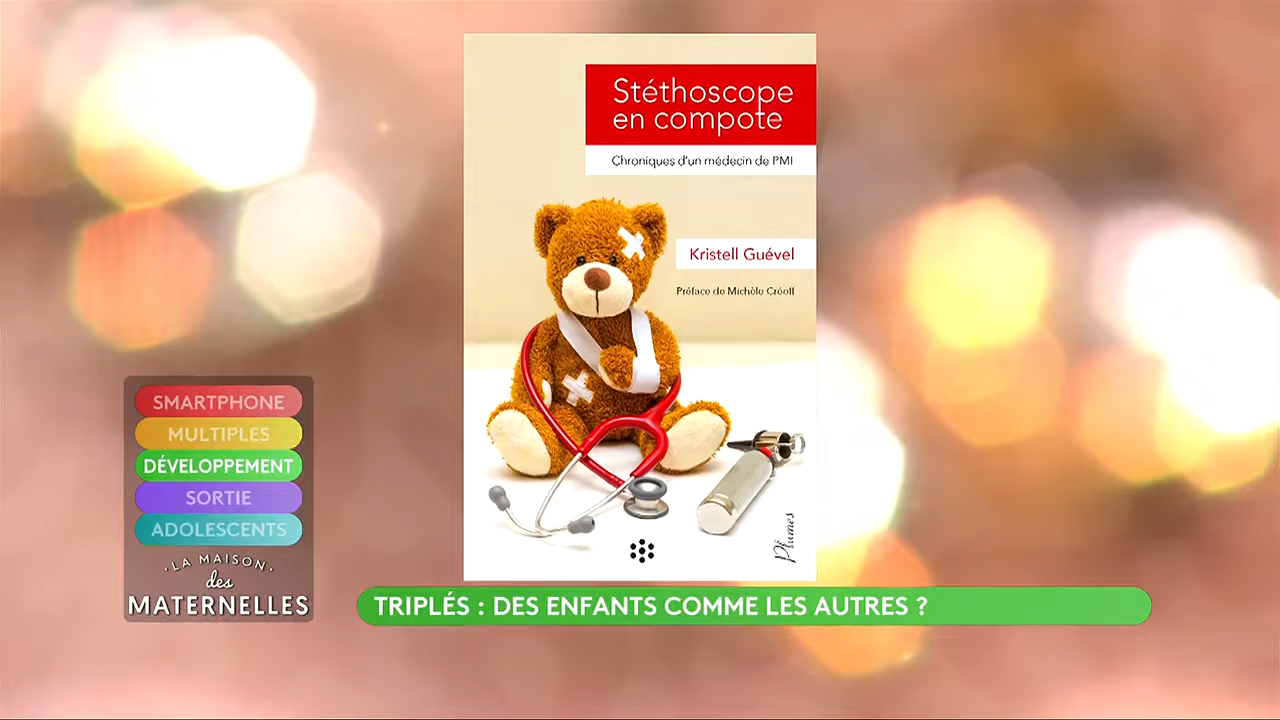 Stéthoscope
en compote
Chroniques d'un médecin de PMI
Kristell Guével
Préface de Michèle Créoff
Plumes
SMARTPHONE
MULTIPLES
DÉVELOPPEMENT
SORTIE
ADOLESCENTS
·LA MAISON·
des
MATERNELLES
TRIPLÉS : DES ENFANTS COMME LES AUTRES ?